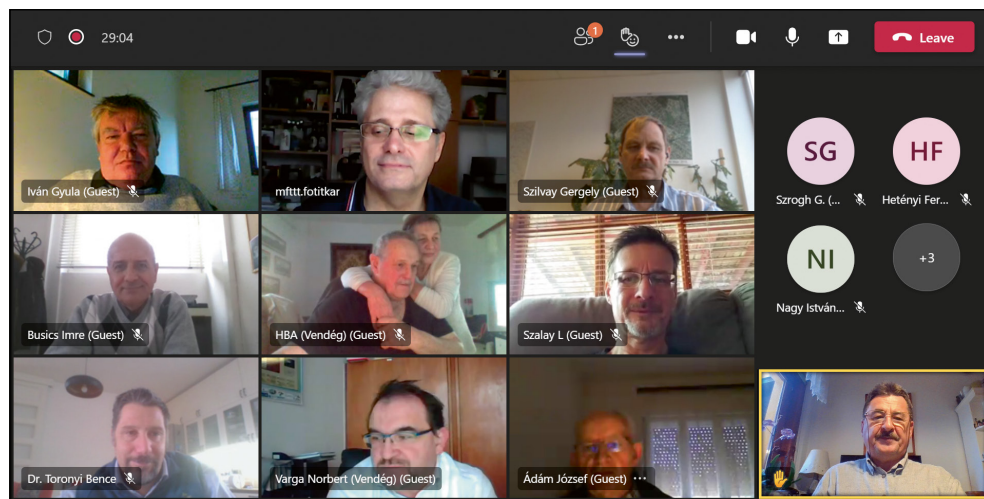 29:04
1
Leave
Iván Gyula (Guest)
mfttt.fotitkar
Szilvay Gergely (Guest)
SG
HF
Szrogh G. (...
Hetényi Fer...
Busics Imre (Guest)
HBA (Vendég) (Guest)
Szalay L (Guest)
NI
+3
Nagy István...
Dr. Toronyi Bence
Varga Norbert (Vendég) (Guest)
Ádám József (Guest)